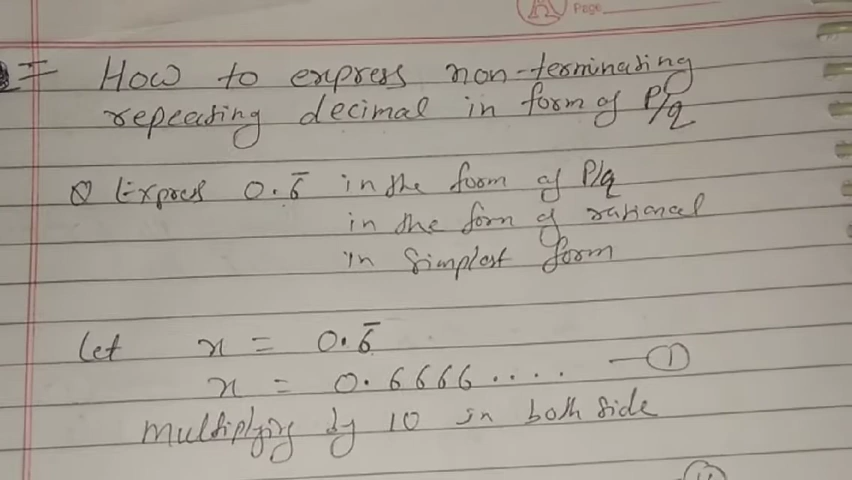 Page
How to express non-terminating
repeating decimal in form of P/q
Q Express 0.6̅ in the form of P/q
in the form of rational
in simplest form
Let x = 0.6̅
x = 0.6666.... —①
Multiplying by 10 in both side